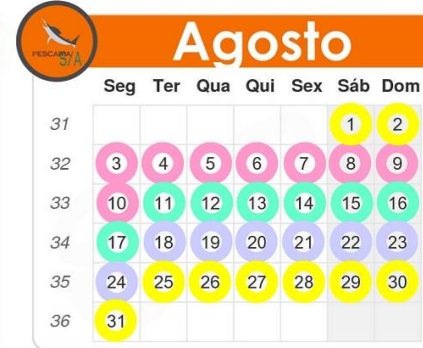 PESCARIA S/A
Agosto
Seg Ter Qua Qui Sex Sáb Dom
31 1 2
32 3 4 5 6 7 8 9
33 10 11 12 13 14 15 16
34 17 18 19 20 21 22 23
35 24 25 26 27 28 29 30
36 31